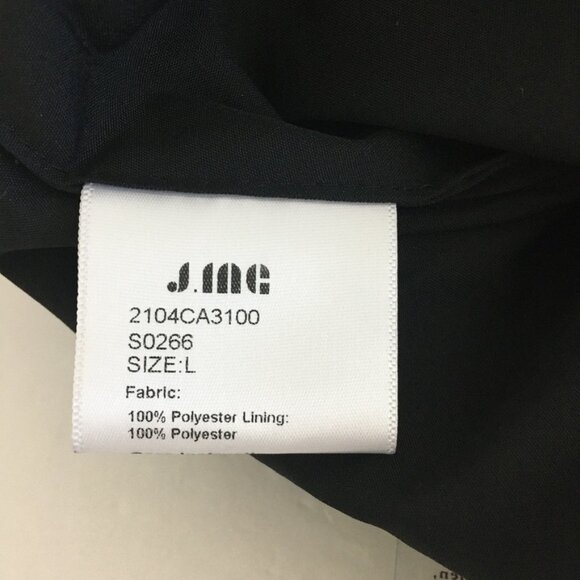 J.ING
2104CA3100
S0266
SIZE:L
Fabric:
100% Polyester Lining:
100% Polyester